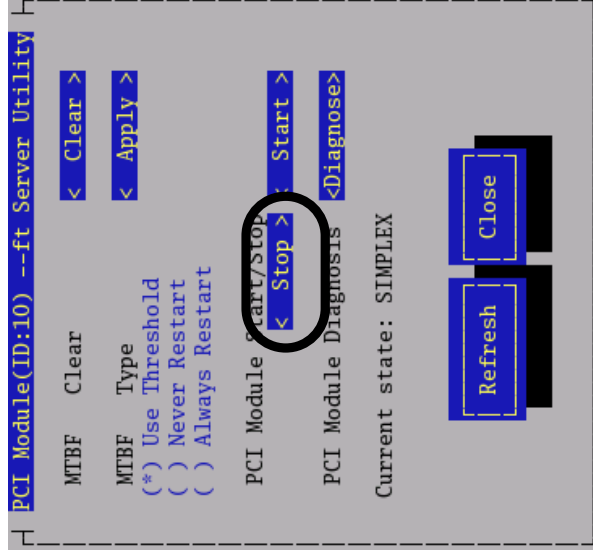 PCI Module(ID:10) --ft Server Utility
MTBF Clear < Clear >
MTBF Type < Apply >
(*) Use Threshold
( ) Never Restart
( ) Always Restart
PCI Module Start/Stop
< Stop > < Start >
PCI Module Diagnosis <Diagnose>
Current state: SIMPLEX
Refresh Close